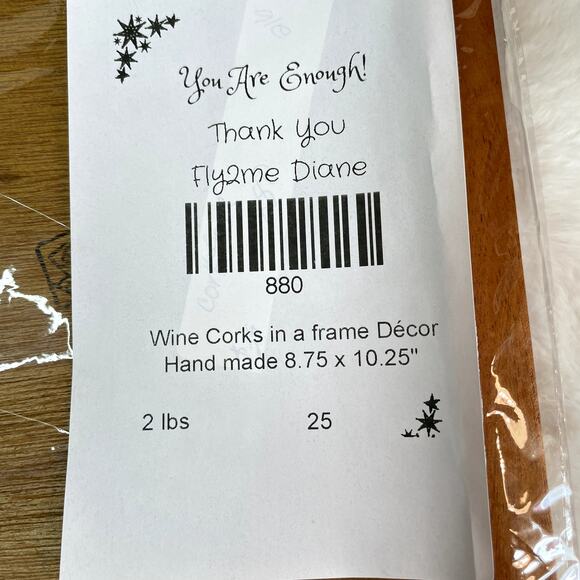 You Are Enough!
Thank You
Fly2me Diane
880
Wine Corks in a frame Décor
Hand made 8.75 x 10.25"
2 lbs 25